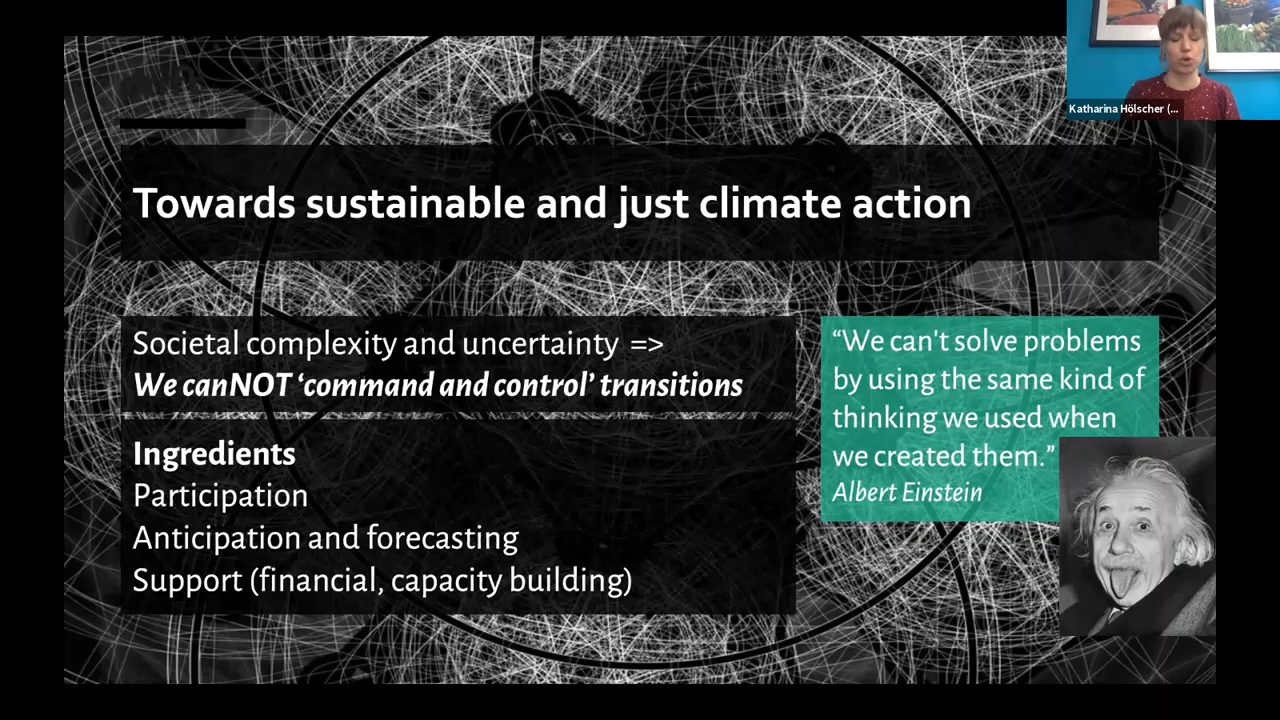 Katharina Hölscher (...
Towards sustainable and just climate action
Societal complexity and uncertainty =>
We canNOT ‘command and control’ transitions
Ingredients
Participation
Anticipation and forecasting
Support (financial, capacity building)
“We can't solve problems
by using the same kind of
thinking we used when
we created them.”
Albert Einstein